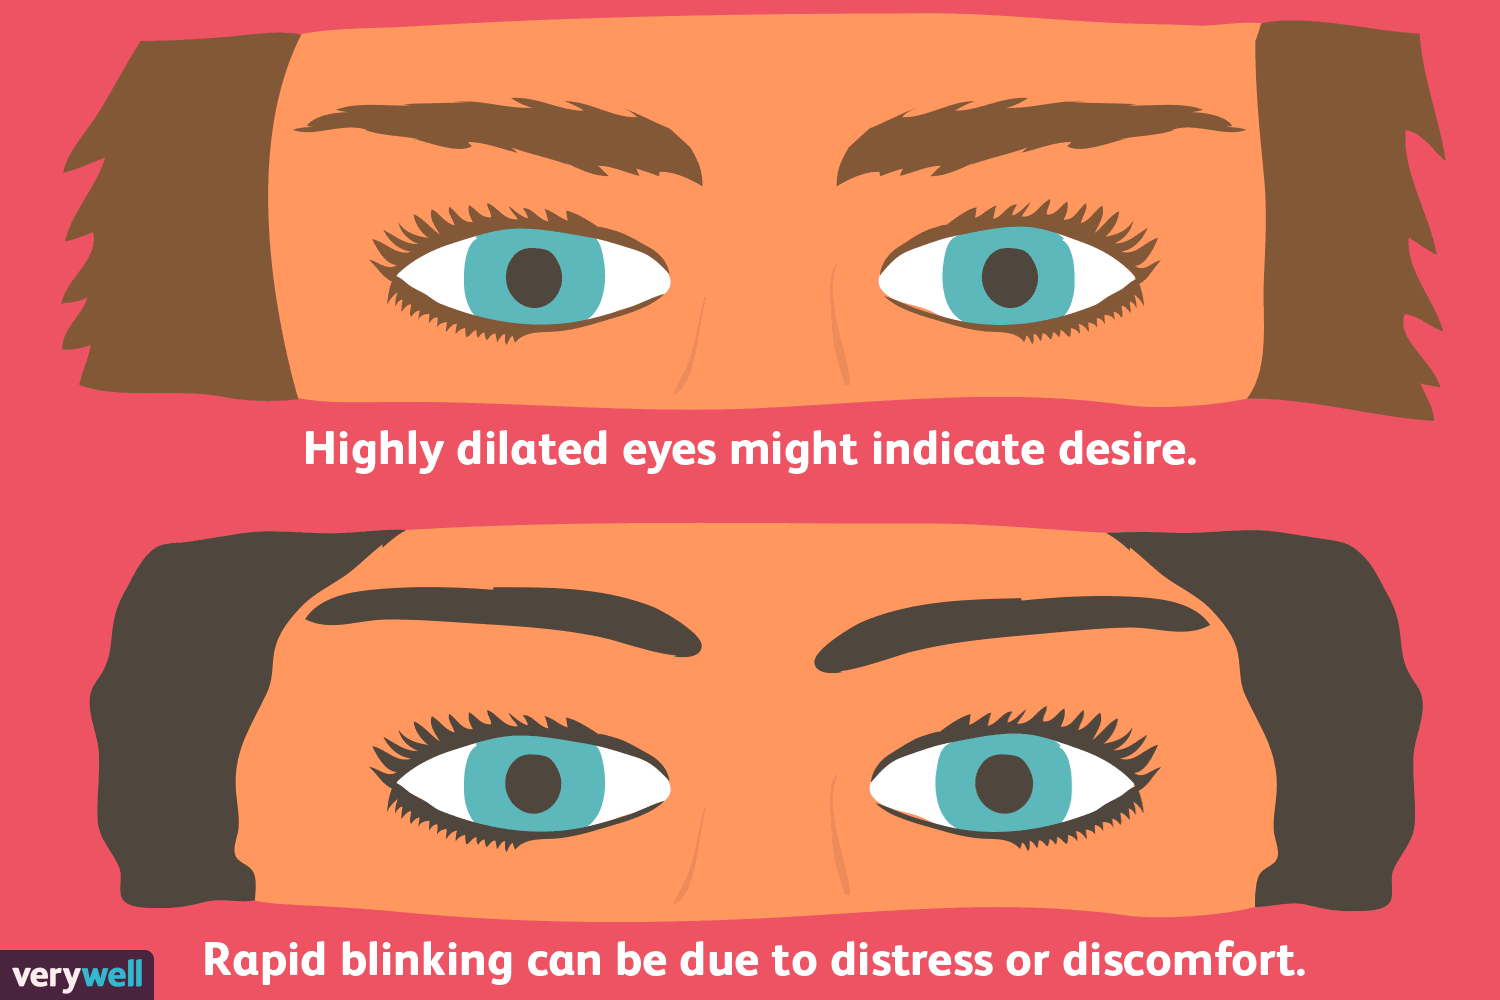 Highly dilated eyes might indicate desire.
Rapid blinking can be due to distress or discomfort.
verywell